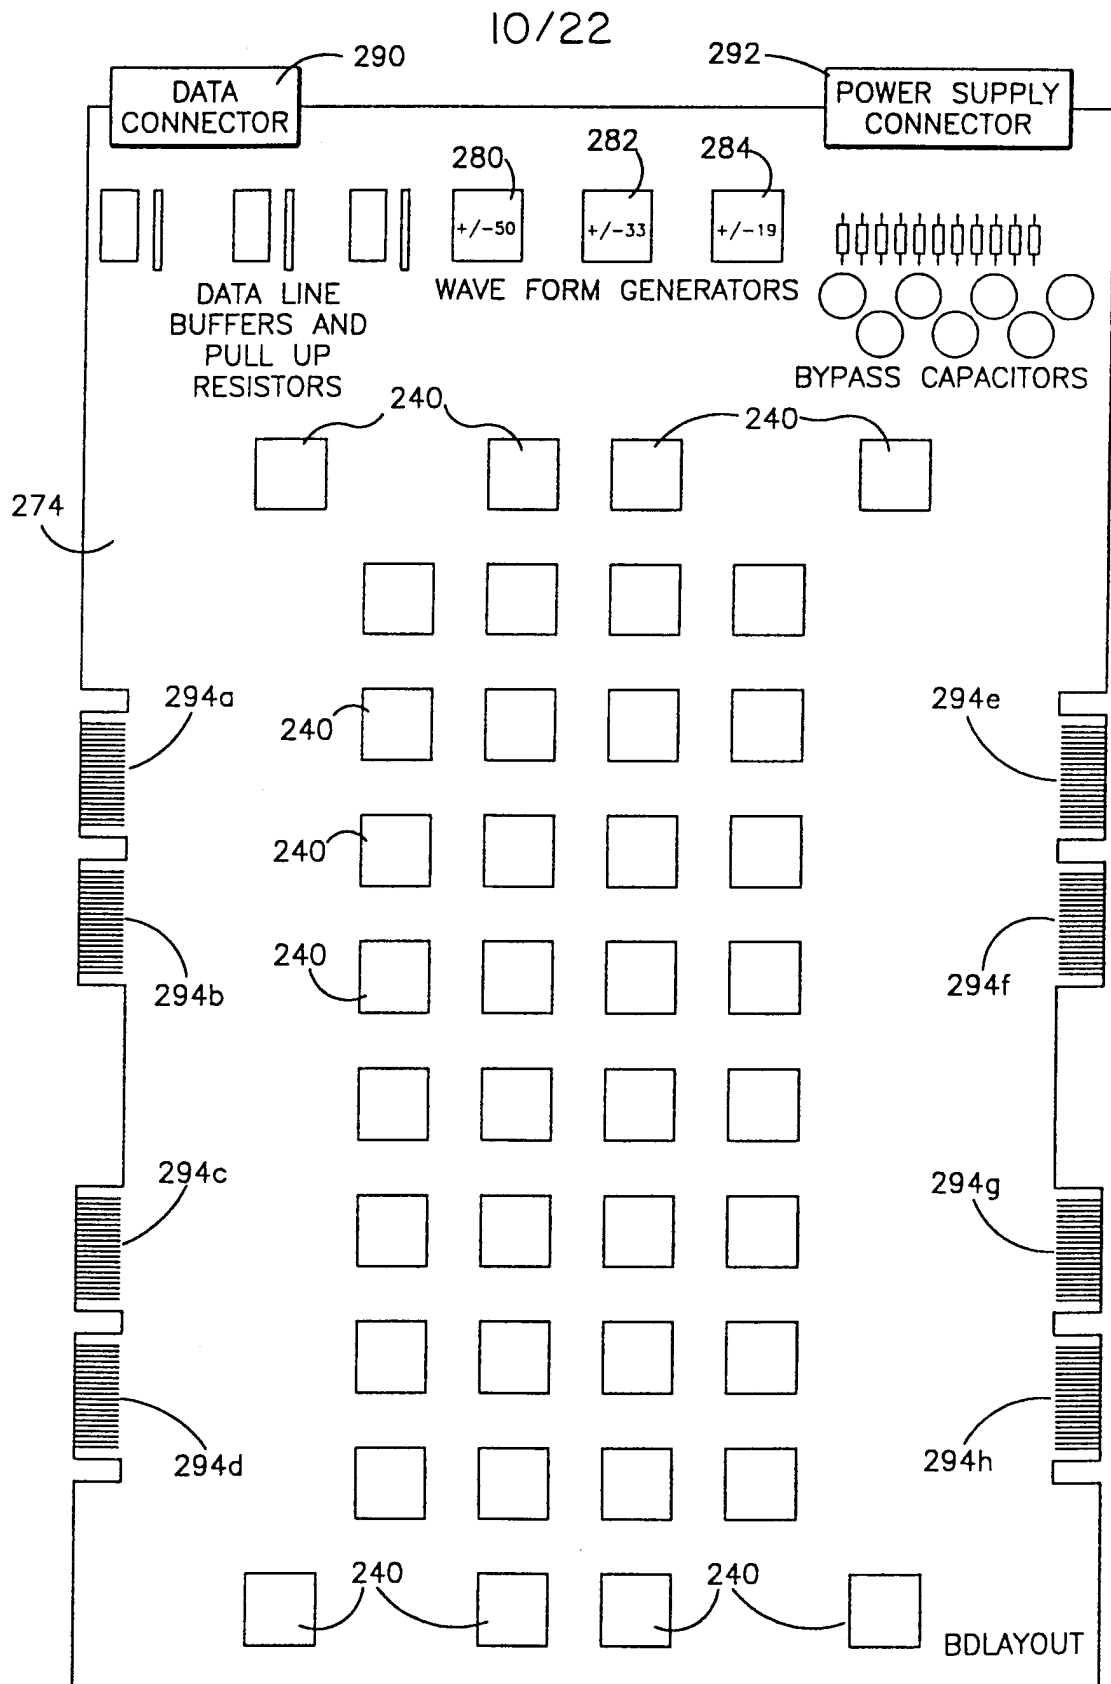 10/22
290
292
DATA
CONNECTOR
POWER SUPPLY
CONNECTOR
280
282
284
+/-50
+/-33
+/-19
DATA LINE
BUFFERS AND
PULL UP
RESISTORS
WAVE FORM GENERATORS
BYPASS CAPACITORS
240
240
274
294a
240
294e
240
294b
240
294f
294c
294g
294d
294h
240
240
BDLAYOUT